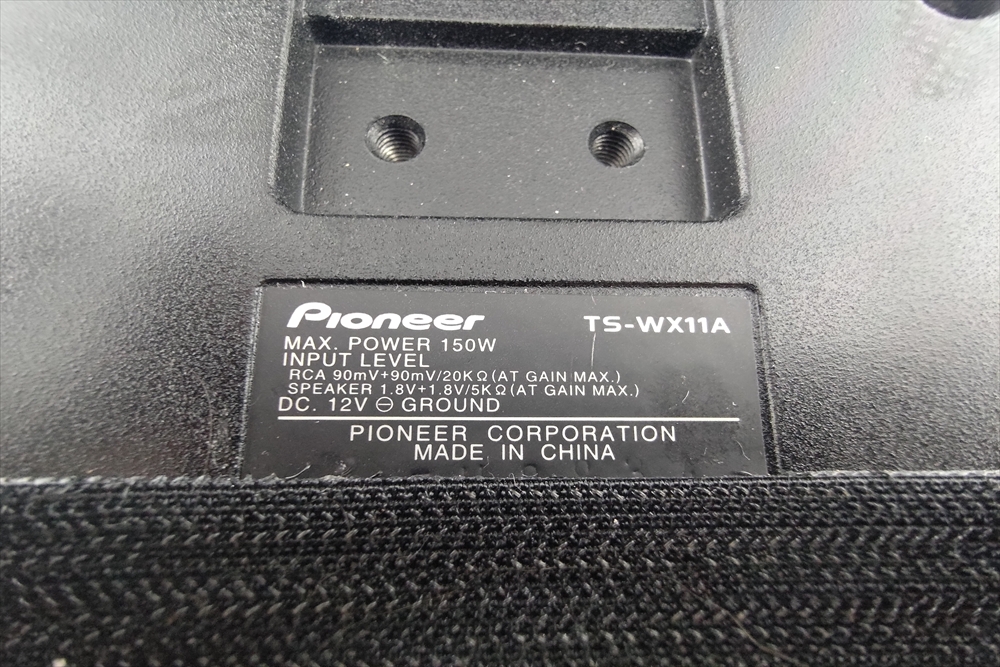 Pioneer TS-WX11A
MAX. POWER 150W
INPUT LEVEL
RCA 90mV+90mV/20KΩ(AT GAIN MAX.)
SPEAKER 1.8V+1.8V/5KΩ(AT GAIN MAX.)
DC. 12V ⊖ GROUND
PIONEER CORPORATION
MADE IN CHINA